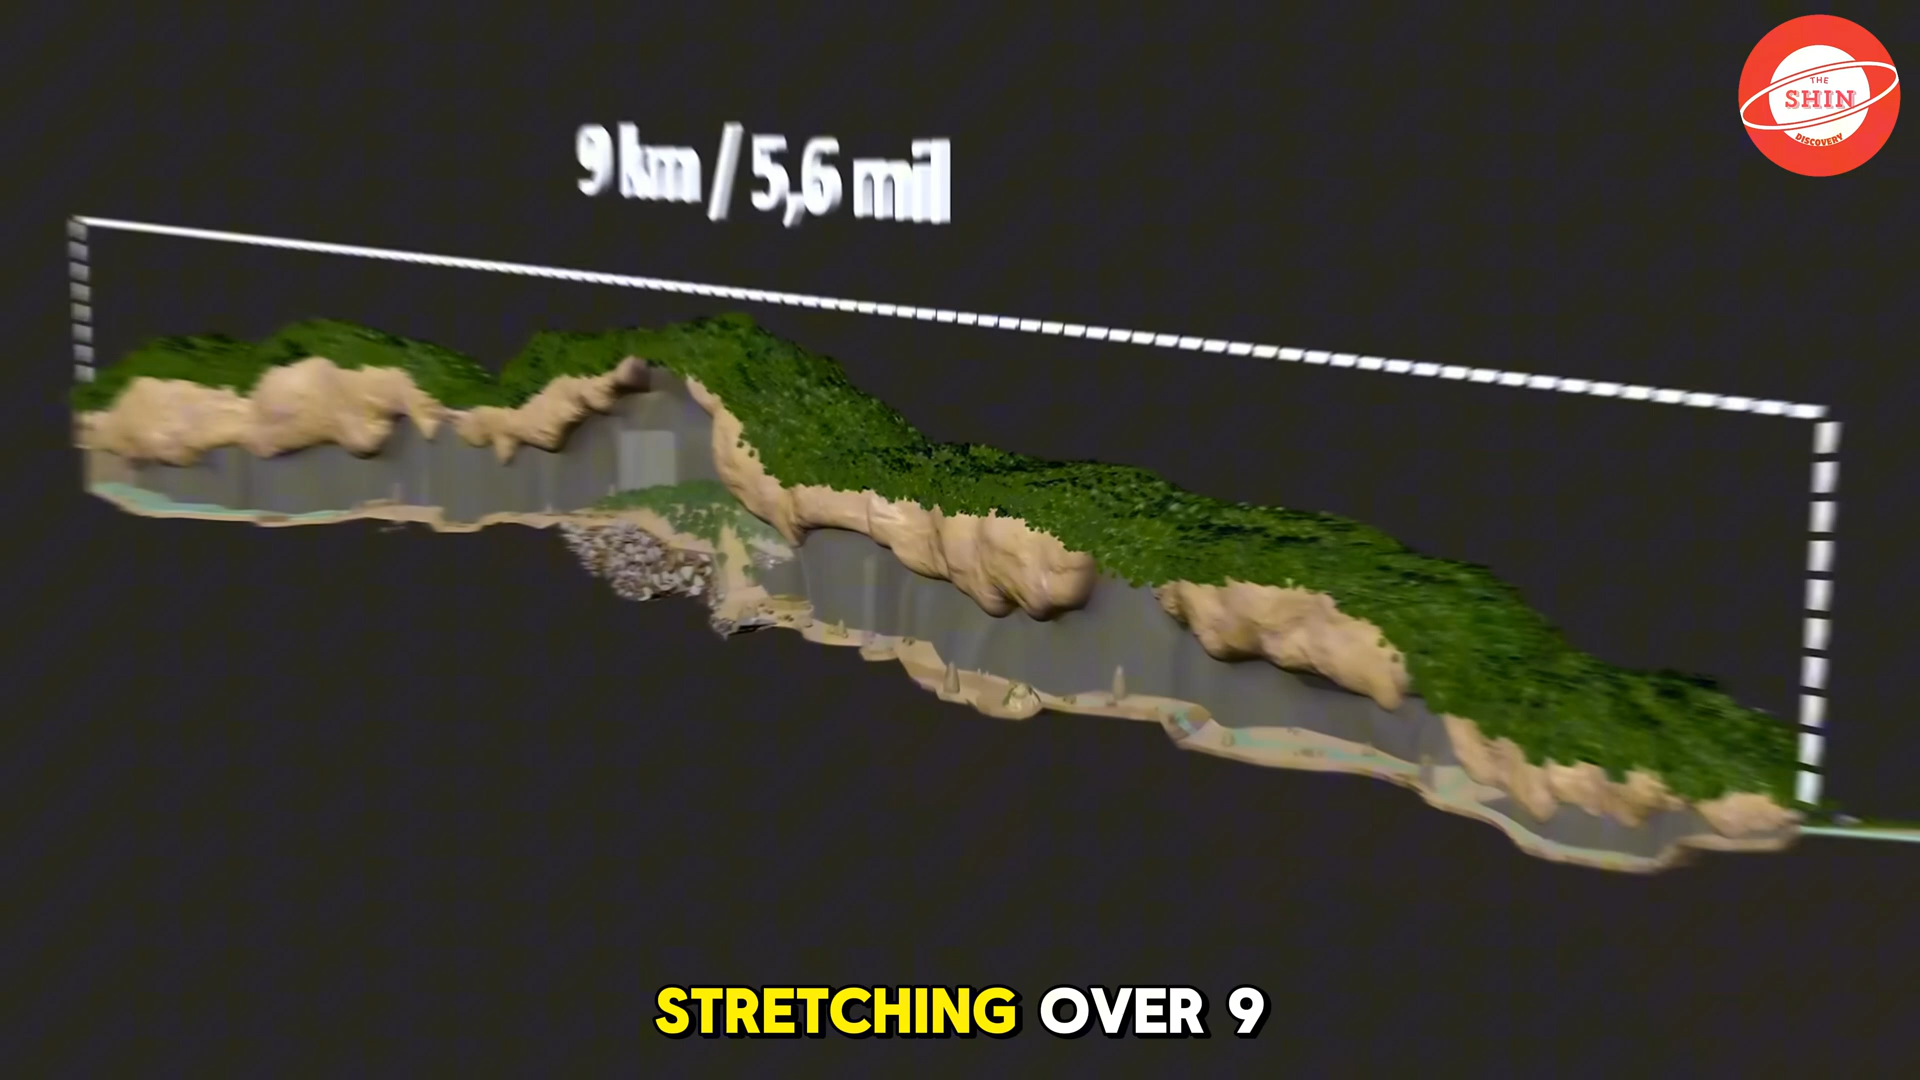 THE
SHIN
DISCOVERY
9 km / 5,6 mil
STRETCHING OVER 9